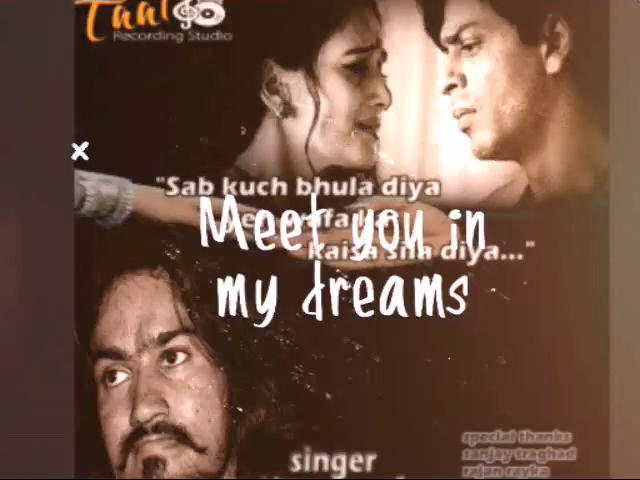 Taal
Recording Studio
x
"Sab kuch bhula diya
Meet you in
kaisa sila diya..."
my dreams
singer
special thanks
sanjay traghad
rajan rayka